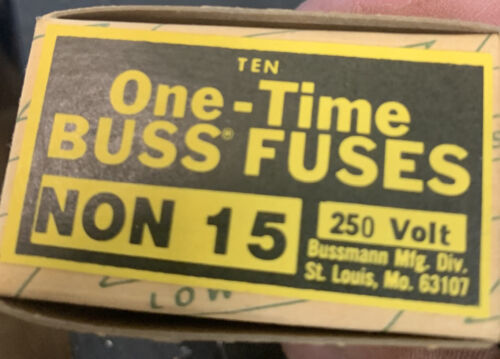 TEN
One-Time
BUSS® FUSES
NON 15
250 Volt
Bussmann Mfg. Div.
St. Louis, Mo. 63107
LOW